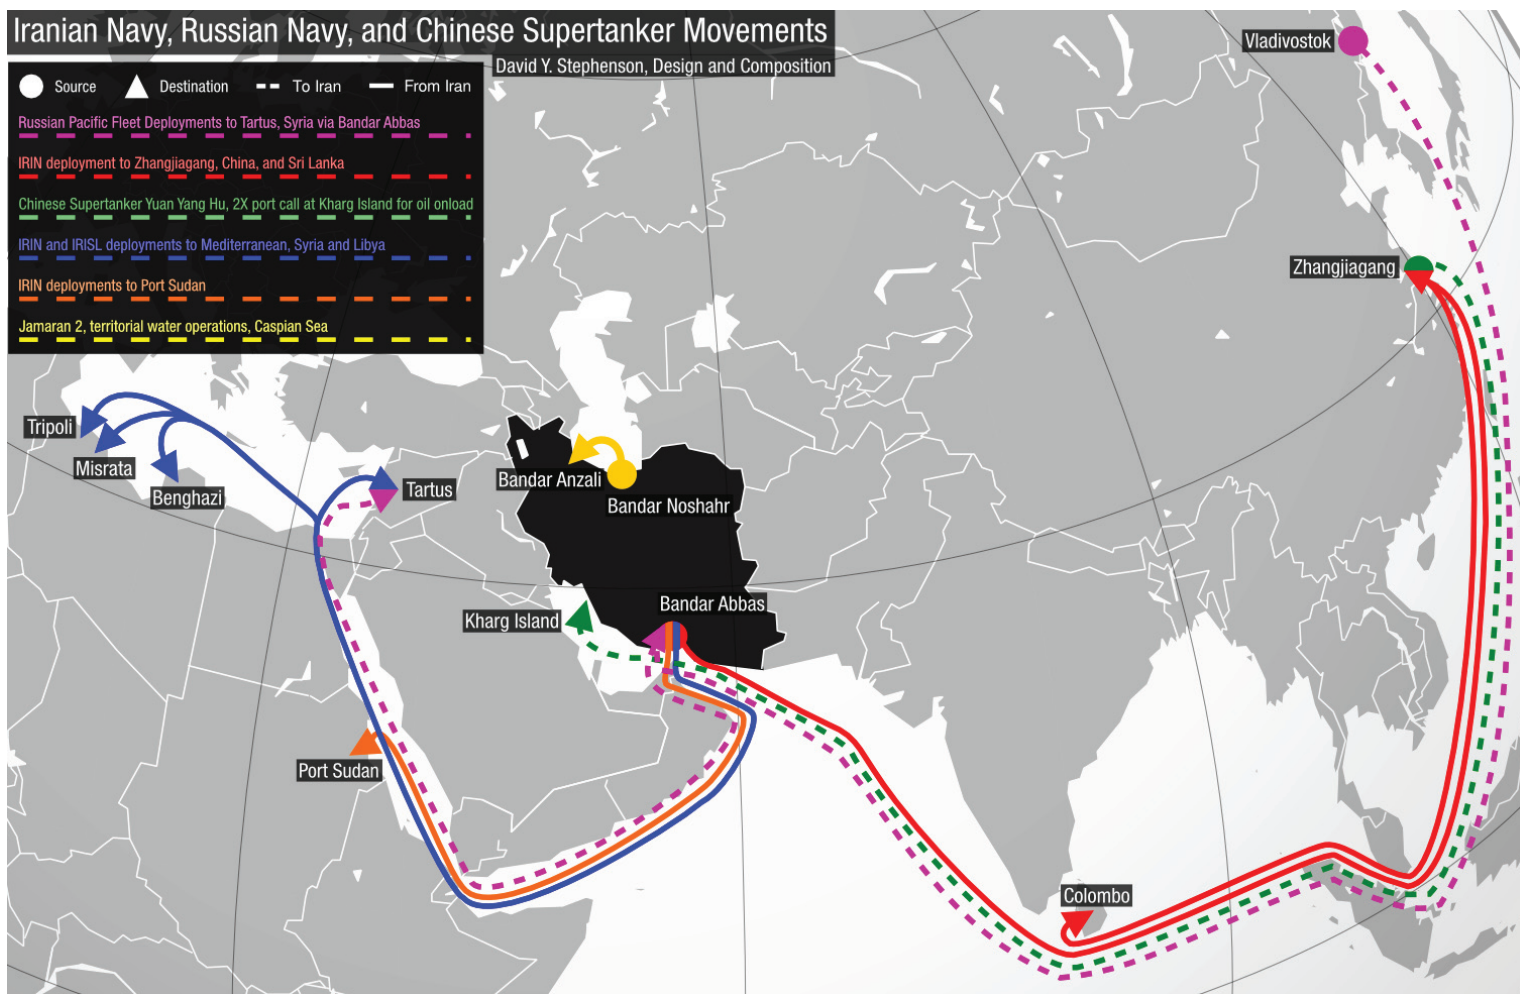 Iranian Navy, Russian Navy, and Chinese Supertanker Movements
David Y. Stephenson, Design and Composition
Source Destination To Iran From Iran
Russian Pacific Fleet Deployments to Tartus, Syria via Bandar Abbas
IRIN deployment to Zhangjiagang, China, and Sri Lanka
Chinese Supertanker Yuan Yang Hu, 2X port call at Kharg Island for oil onload
IRIN and IRISL deployments to Mediterranean, Syria and Libya
IRIN deployments to Port Sudan
Jamaran 2, territorial water operations, Caspian Sea
Vladivostok
Zhangjiagang
Tripoli
Misrata
Benghazi
Tartus
Bandar Anzali
Bandar Noshahr
Bandar Abbas
Kharg Island
Port Sudan
Colombo